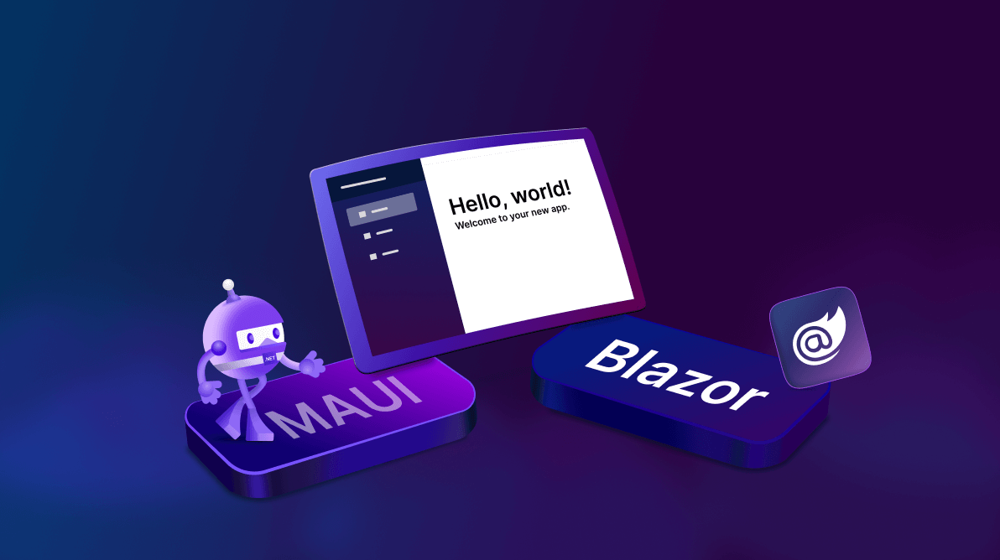 Hello, world!
Welcome to your new app.
.NET
MAUI
Blazor
@